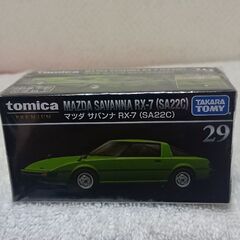 tomica
PREMIUM
MAZDA SAVANNA RX-7 (SA22C)
マツダ サバンナ RX-7 (SA22C)
TAKARA TOMY
29